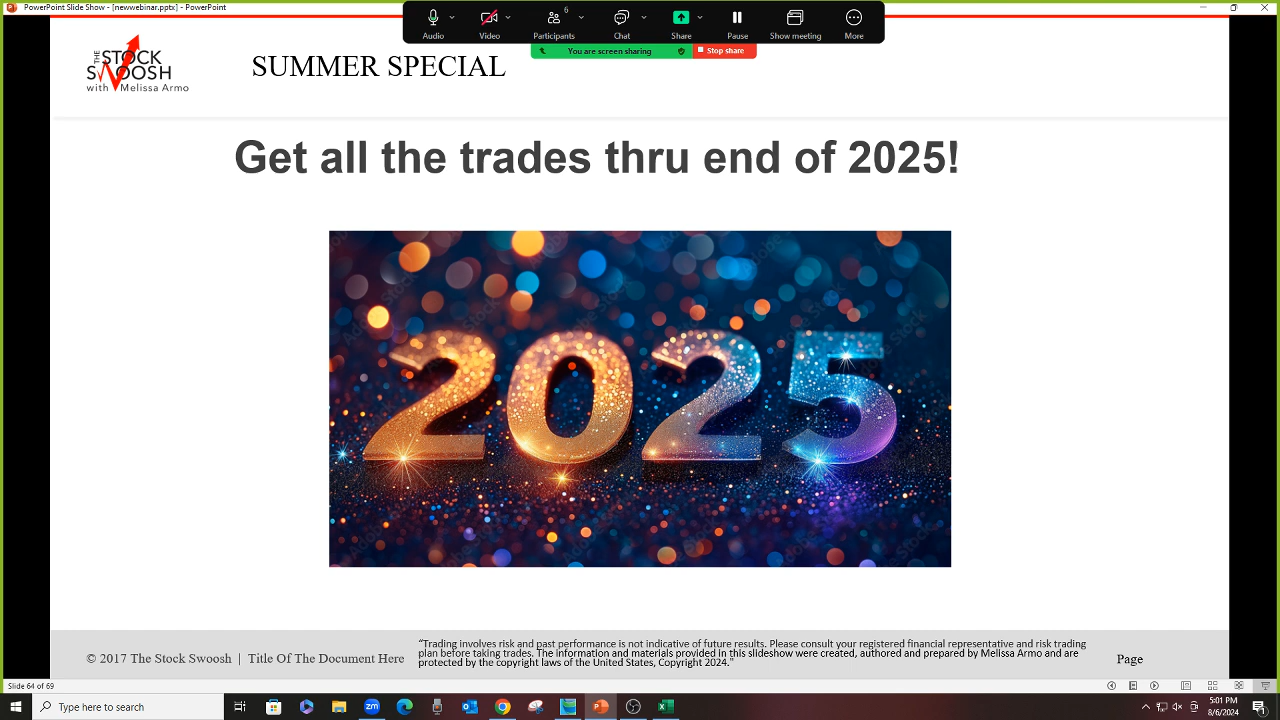 PowerPoint Slide Show - [newwebinar.pptx] - PowerPoint
6
Audio
Video
Participants
Chat
Share
Pause
Show meeting
More
You are screen sharing
Stop share
THE STOCK
SWOOSH
with Melissa Armo
SUMMER SPECIAL
Get all the trades thru end of 2025!
2025
Adobe Stock
© 2017 The Stock Swoosh | Title Of The Document Here
“Trading involves risk and past performance is not indicative of future results. Please consult your registered financial representative and risk trading
plan before taking trades. The information and materials provided in this slideshow were created, authored and prepared by Melissa Armo and are
protected by the copyright laws of the United States, Copyright 2024."
Page
Slide 64 of 69
Type here to search
zm
5:01 PM
8/6/2024